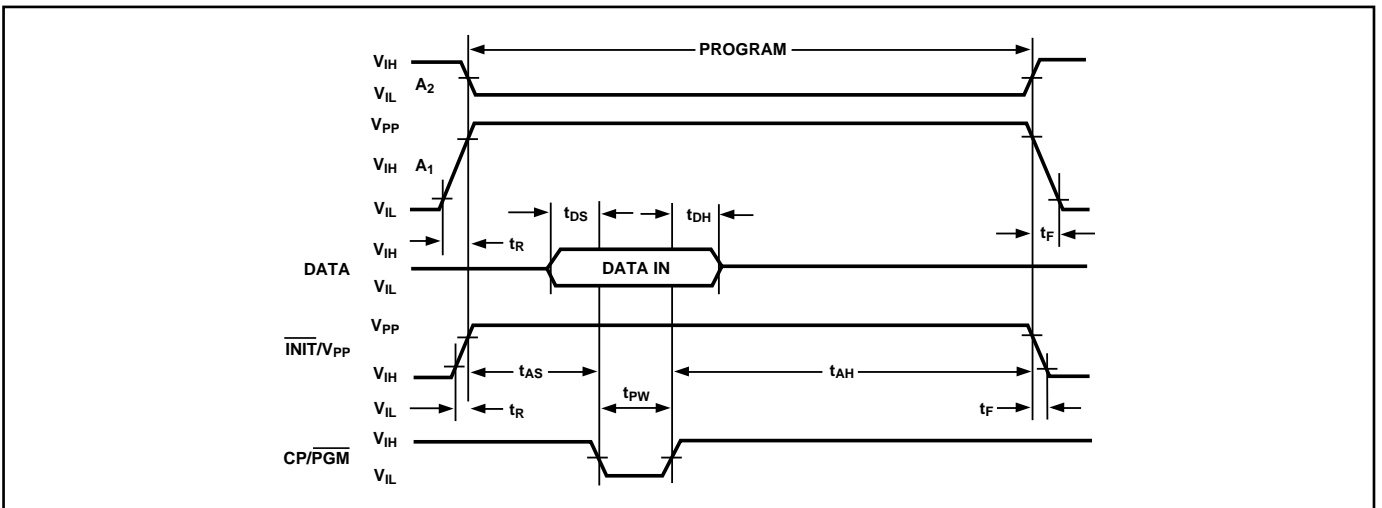 PROGRAM
VIH
A2
VIL
VPP
VIH A1
VIL
tDS
tDH
tR
tF
VIH
DATA
DATA IN
VIL
VPP
INIT/VPP
VIH
tAS
tAH
tPW
VIL
tR
tF
VIH
CP/PGM
VIL